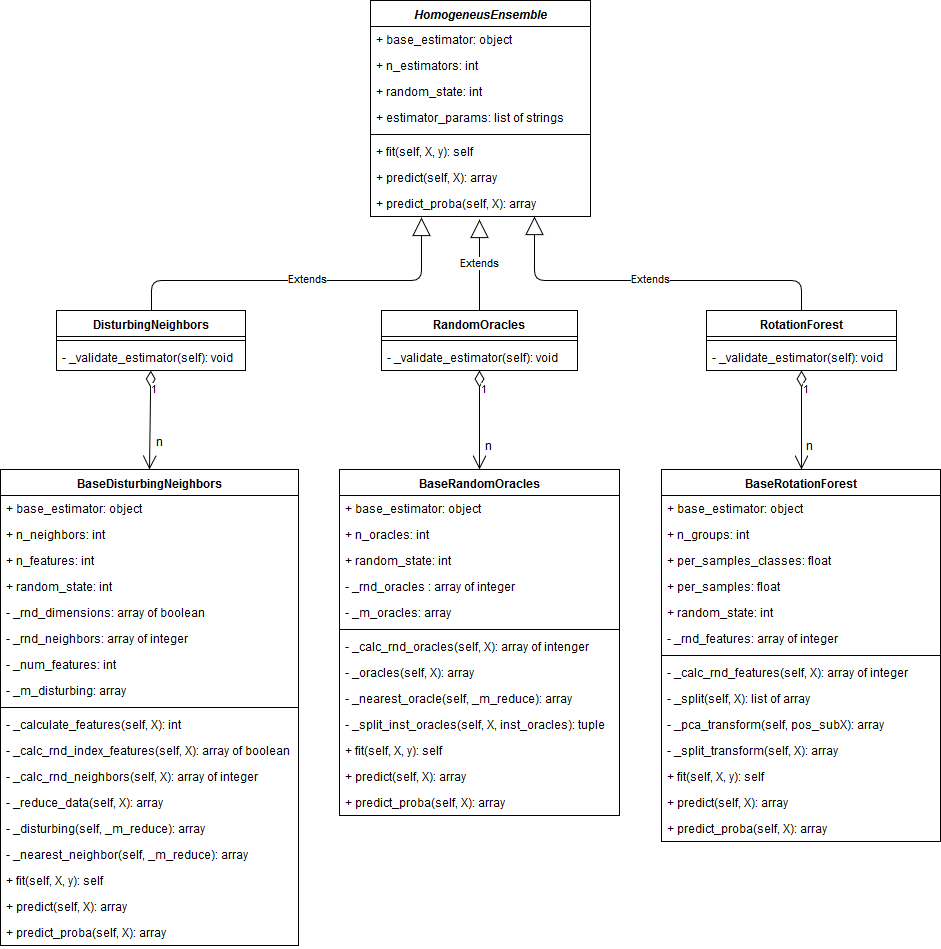 HomogeneusEnsemble
+ base_estimator: object
+ n_estimators: int
+ random_state: int
+ estimator_params: list of strings
+ fit(self, X, y): self
+ predict(self, X): array
+ predict_proba(self, X): array
Extends
Extends
Extends
DisturbingNeighbors
- _validate_estimator(self): void
RandomOracles
- _validate_estimator(self): void
RotationForest
- _validate_estimator(self): void
1
n
1
n
1
n
BaseDisturbingNeighbors
+ base_estimator: object
+ n_neighbors: int
+ n_features: int
+ random_state: int
- _rnd_dimensions: array of boolean
- _rnd_neighbors: array of integer
- _num_features: int
- _m_disturbing: array
- _calculate_features(self, X): int
- _calc_rnd_index_features(self, X): array of boolean
- _calc_rnd_neighbors(self, X): array of integer
- _reduce_data(self, X): array
- _disturbing(self, _m_reduce): array
- _nearest_neighbor(self, _m_reduce): array
+ fit(self, X, y): self
+ predict(self, X): array
+ predict_proba(self, X): array
BaseRandomOracles
+ base_estimator: object
+ n_oracles: int
+ random_state: int
- _rnd_oracles : array of integer
- _m_oracles: array
- _calc_rnd_oracles(self, X): array of intenger
- _oracles(self, X): array
- _nearest_oracle(self, _m_reduce): array
- _split_inst_oracles(self, X, inst_oracles): tuple
+ fit(self, X, y): self
+ predict(self, X): array
+ predict_proba(self, X): array
BaseRotationForest
+ base_estimator: object
+ n_groups: int
+ per_samples_classes: float
+ per_samples: float
+ random_state: int
- _rnd_features: array of integer
- _calc_rnd_features(self, X): array of integer
- _split(self, X): list of array
- _pca_transform(self, pos_subX): array
- _split_transform(self, X): array
+ fit(self, X, y): self
+ predict(self, X): array
+ predict_proba(self, X): array